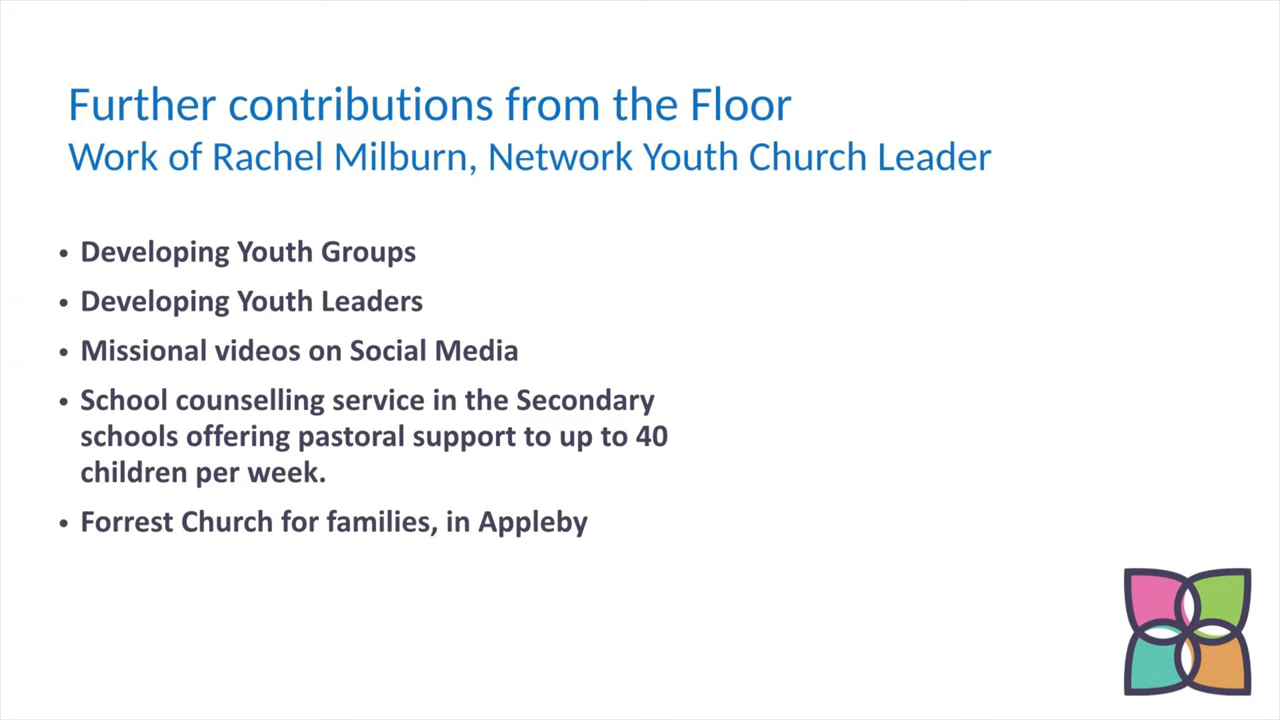 Further contributions from the Floor
Work of Rachel Milburn, Network Youth Church Leader
• Developing Youth Groups
• Developing Youth Leaders
• Missional videos on Social Media
• School counselling service in the Secondary
schools offering pastoral support to up to 40
children per week.
• Forrest Church for families, in Appleby